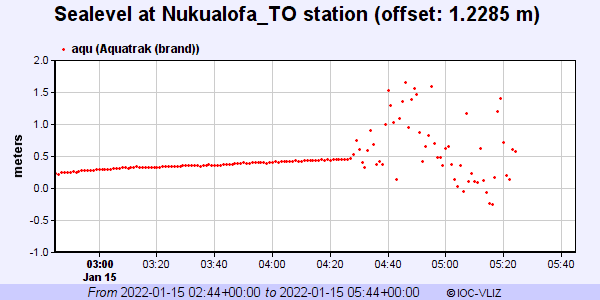 Sealevel at Nukualofa_TO station (offset: 1.2285 m)
aqu (Aquatrak (brand))
meters
2.0
1.5
1.0
0.5
0.0
-0.5
-1.0
03:00 03:20 03:40 04:00 04:20 04:40 05:00 05:20 05:40
Jan 15
From 2022-01-15 02:44+00:00 to 2022-01-15 05:44+00:00 © IOC-VLIZ